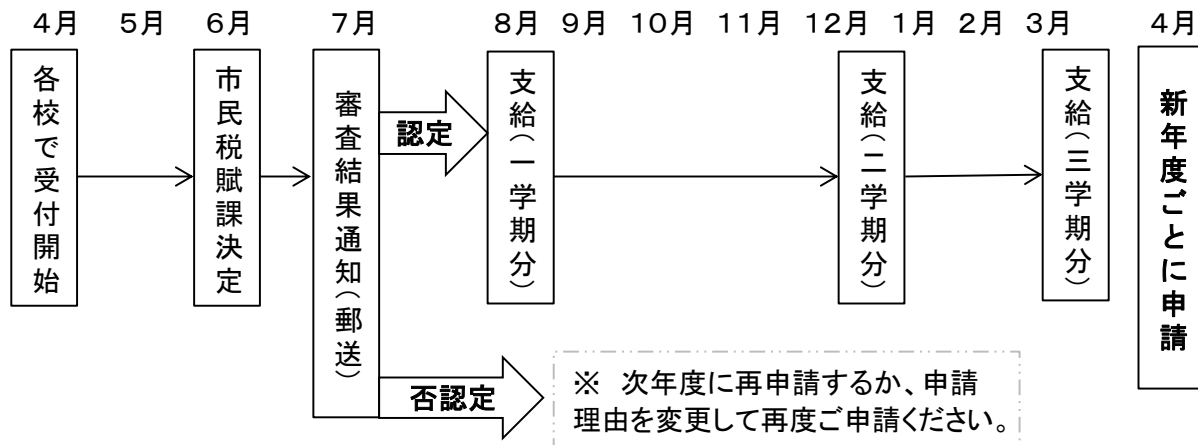 ４月　５月　６月　７月　８月　９月　１０月　１１月　１２月　１月　２月　３月　４月
各校で受付開始
市民税賦課決定
審査結果通知（郵送）
認定
支給（一学期分）
支給（二学期分）
支給（三学期分）
新年度ごとに申請
否認定
※　次年度に再申請するか、申請
理由を変更して再度ご申請ください。